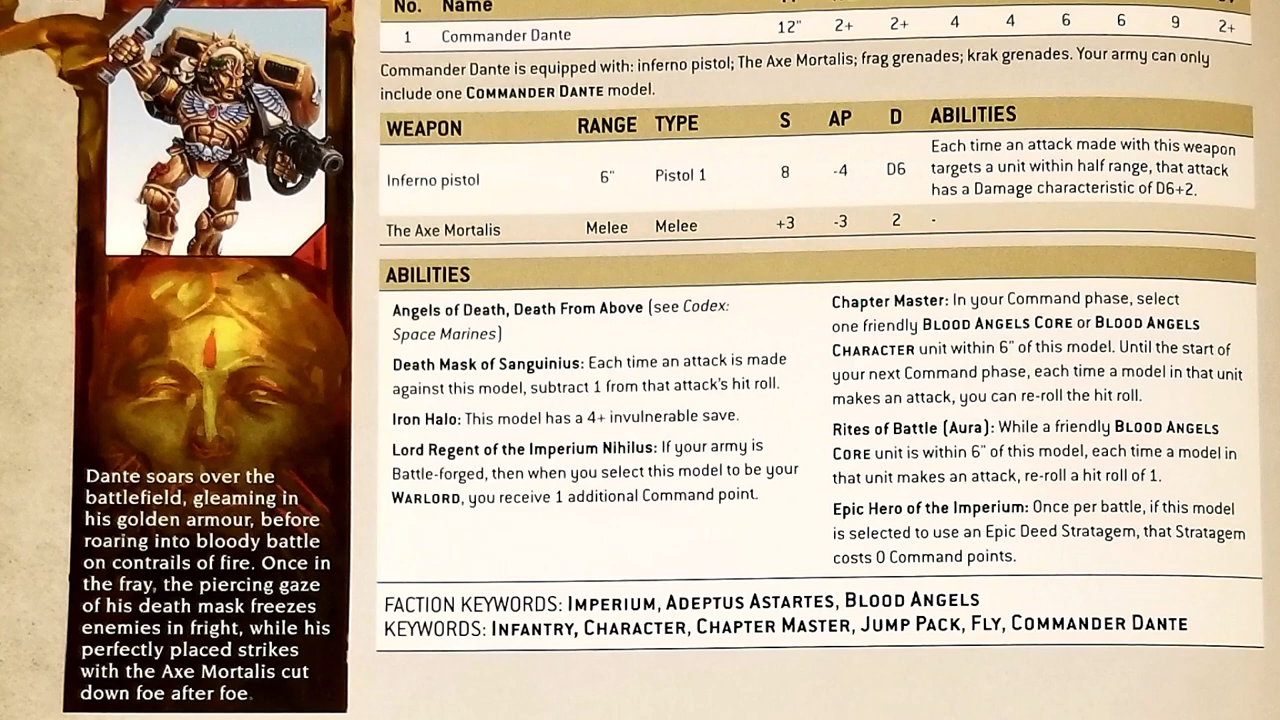 No. Name
1 Commander Dante 12" 2+ 2+ 4 4 6 6 9 2+
Commander Dante is equipped with: inferno pistol; The Axe Mortalis; frag grenades; krak grenades. Your army can only
include one COMMANDER DANTE model.
WEAPON RANGE TYPE S AP D ABILITIES
Inferno pistol 6" Pistol 1 8 -4 D6 Each time an attack made with this weapon
targets a unit within half range, that attack
has a Damage characteristic of D6+2.
The Axe Mortalis Melee Melee +3 -3 2 -
ABILITIES
Angels of Death, Death From Above (see Codex:
Space Marines)
Death Mask of Sanguinius: Each time an attack is made
against this model, subtract 1 from that attack's hit roll.
Iron Halo: This model has a 4+ invulnerable save.
Lord Regent of the Imperium Nihilus: If your army is
Battle-forged, then when you select this model to be your
WARLORD, you receive 1 additional Command point.
Chapter Master: In your Command phase, select
one friendly BLOOD ANGELS CORE or BLOOD ANGELS
CHARACTER unit within 6" of this model. Until the start of
your next Command phase, each time a model in that unit
makes an attack, you can re-roll the hit roll.
Rites of Battle (Aura): While a friendly BLOOD ANGELS
CORE unit is within 6" of this model, each time a model in
that unit makes an attack, re-roll a hit roll of 1.
Epic Hero of the Imperium: Once per battle, if this model
is selected to use an Epic Deed Stratagem, that Stratagem
costs 0 Command points.
FACTION KEYWORDS: IMPERIUM, ADEPTUS ASTARTES, BLOOD ANGELS
KEYWORDS: INFANTRY, CHARACTER, CHAPTER MASTER, JUMP PACK, FLY, COMMANDER DANTE
Dante soars over the
battlefield, gleaming in
his golden armour, before
roaring into bloody battle
on contrails of fire. Once in
the fray, the piercing gaze
of his death mask freezes
enemies in fright, while his
perfectly placed strikes
with the Axe Mortalis cut
down foe after foe.